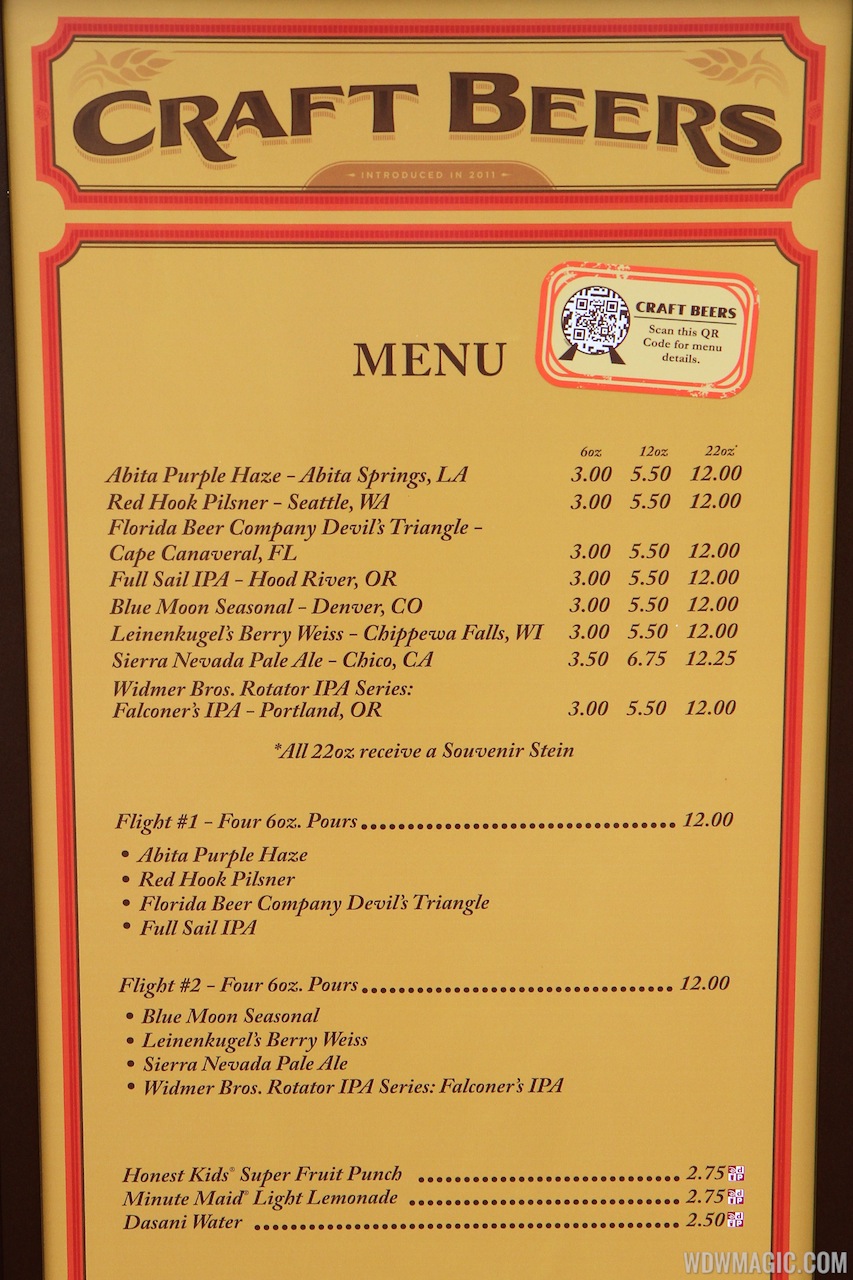 CRAFT BEERS
INTRODUCED IN 2011
CRAFT BEERS
Scan this QR
Code for menu
details.
MENU
6oz 12oz 22oz*
Abita Purple Haze – Abita Springs, LA 3.00 5.50 12.00
Red Hook Pilsner – Seattle, WA 3.00 5.50 12.00
Florida Beer Company Devil's Triangle –
Cape Canaveral, FL 3.00 5.50 12.00
Full Sail IPA – Hood River, OR 3.00 5.50 12.00
Blue Moon Seasonal – Denver, CO 3.00 5.50 12.00
Leinenkugel's Berry Weiss – Chippewa Falls, WI 3.00 5.50 12.00
Sierra Nevada Pale Ale – Chico, CA 3.50 6.75 12.25
Widmer Bros. Rotator IPA Series:
Falconer's IPA – Portland, OR 3.00 5.50 12.00
*All 22oz receive a Souvenir Stein
Flight #1 – Four 6oz. Pours 12.00
• Abita Purple Haze
• Red Hook Pilsner
• Florida Beer Company Devil's Triangle
• Full Sail IPA
Flight #2 – Four 6oz. Pours 12.00
• Blue Moon Seasonal
• Leinenkugel's Berry Weiss
• Sierra Nevada Pale Ale
• Widmer Bros. Rotator IPA Series: Falconer's IPA
Honest Kids® Super Fruit Punch 2.75
Minute Maid® Light Lemonade 2.75
Dasani Water 2.50
WDWMAGIC.COM